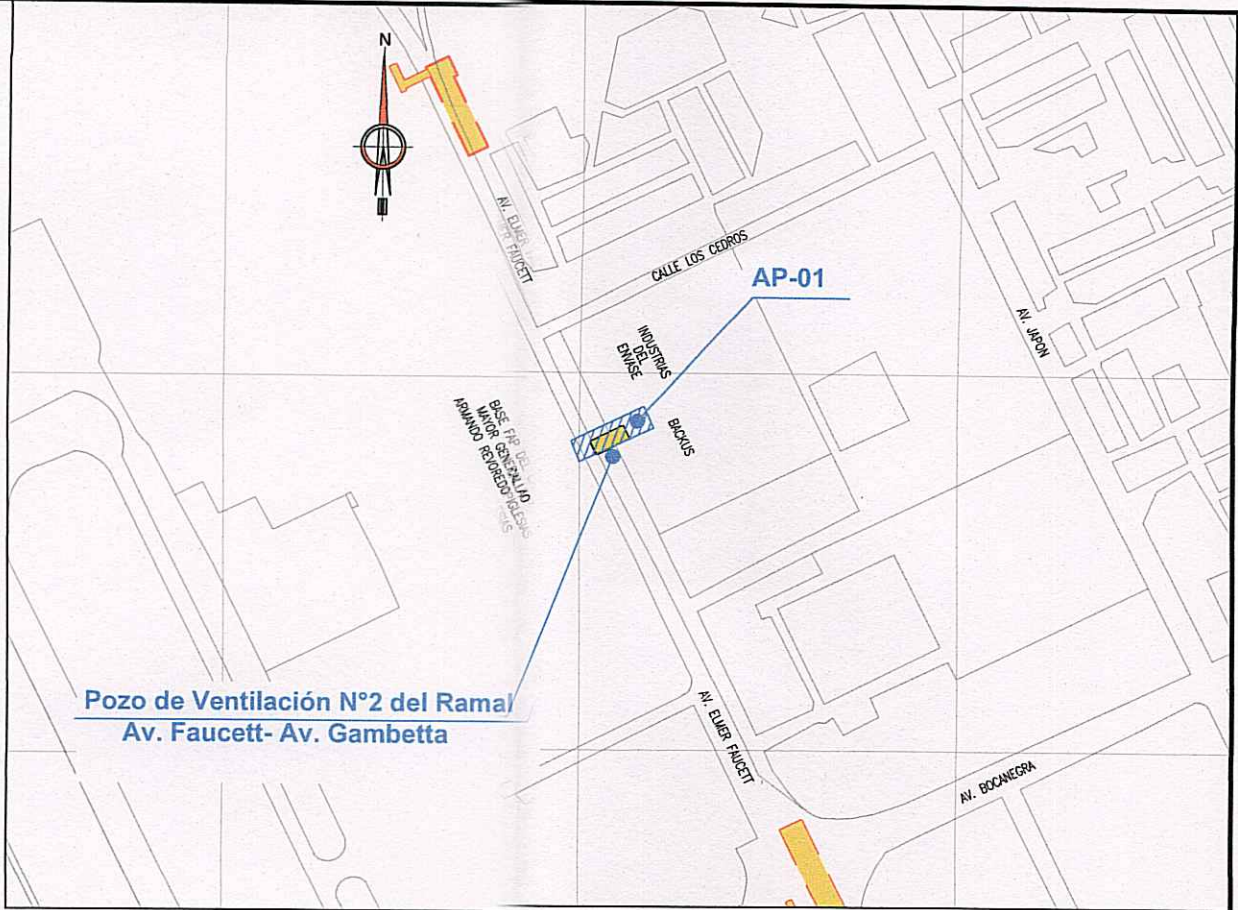 N
AV. ELMER FAUCETT
CALLE LOS CEDROS
AP-01
AV. JAPON
INDUSTRIAS
DEL
ENVASE
BACKUS
BASE FAP DEL
MAYOR GENERAL
ARMANDO REVOREDO IGLESIAS
Pozo de Ventilación N°2 del Ramal
Av. Faucett- Av. Gambetta
AV. ELMER FAUCETT
AV. BOCANEGRA